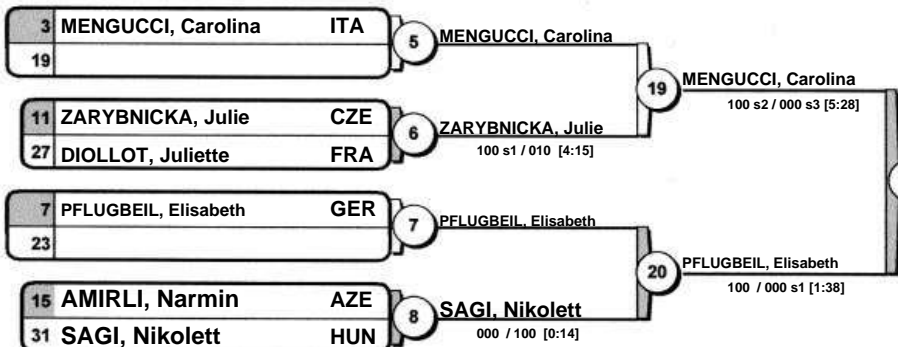 3 MENGUCCI, Carolina ITA
19
5
MENGUCCI, Carolina
11 ZARYBNICKA, Julie CZE
27 DIOLLOT, Juliette FRA
6
ZARYBNICKA, Julie
100 s1 / 010 [4:15]
19
MENGUCCI, Carolina
100 s2 / 000 s3 [5:28]
7 PFLUGBEIL, Elisabeth GER
23
7
PFLUGBEIL, Elisabeth
15 AMIRLI, Narmin AZE
31 SAGI, Nikolett HUN
8
SAGI, Nikolett
000 / 100 [0:14]
20
PFLUGBEIL, Elisabeth
100 / 000 s1 [1:38]